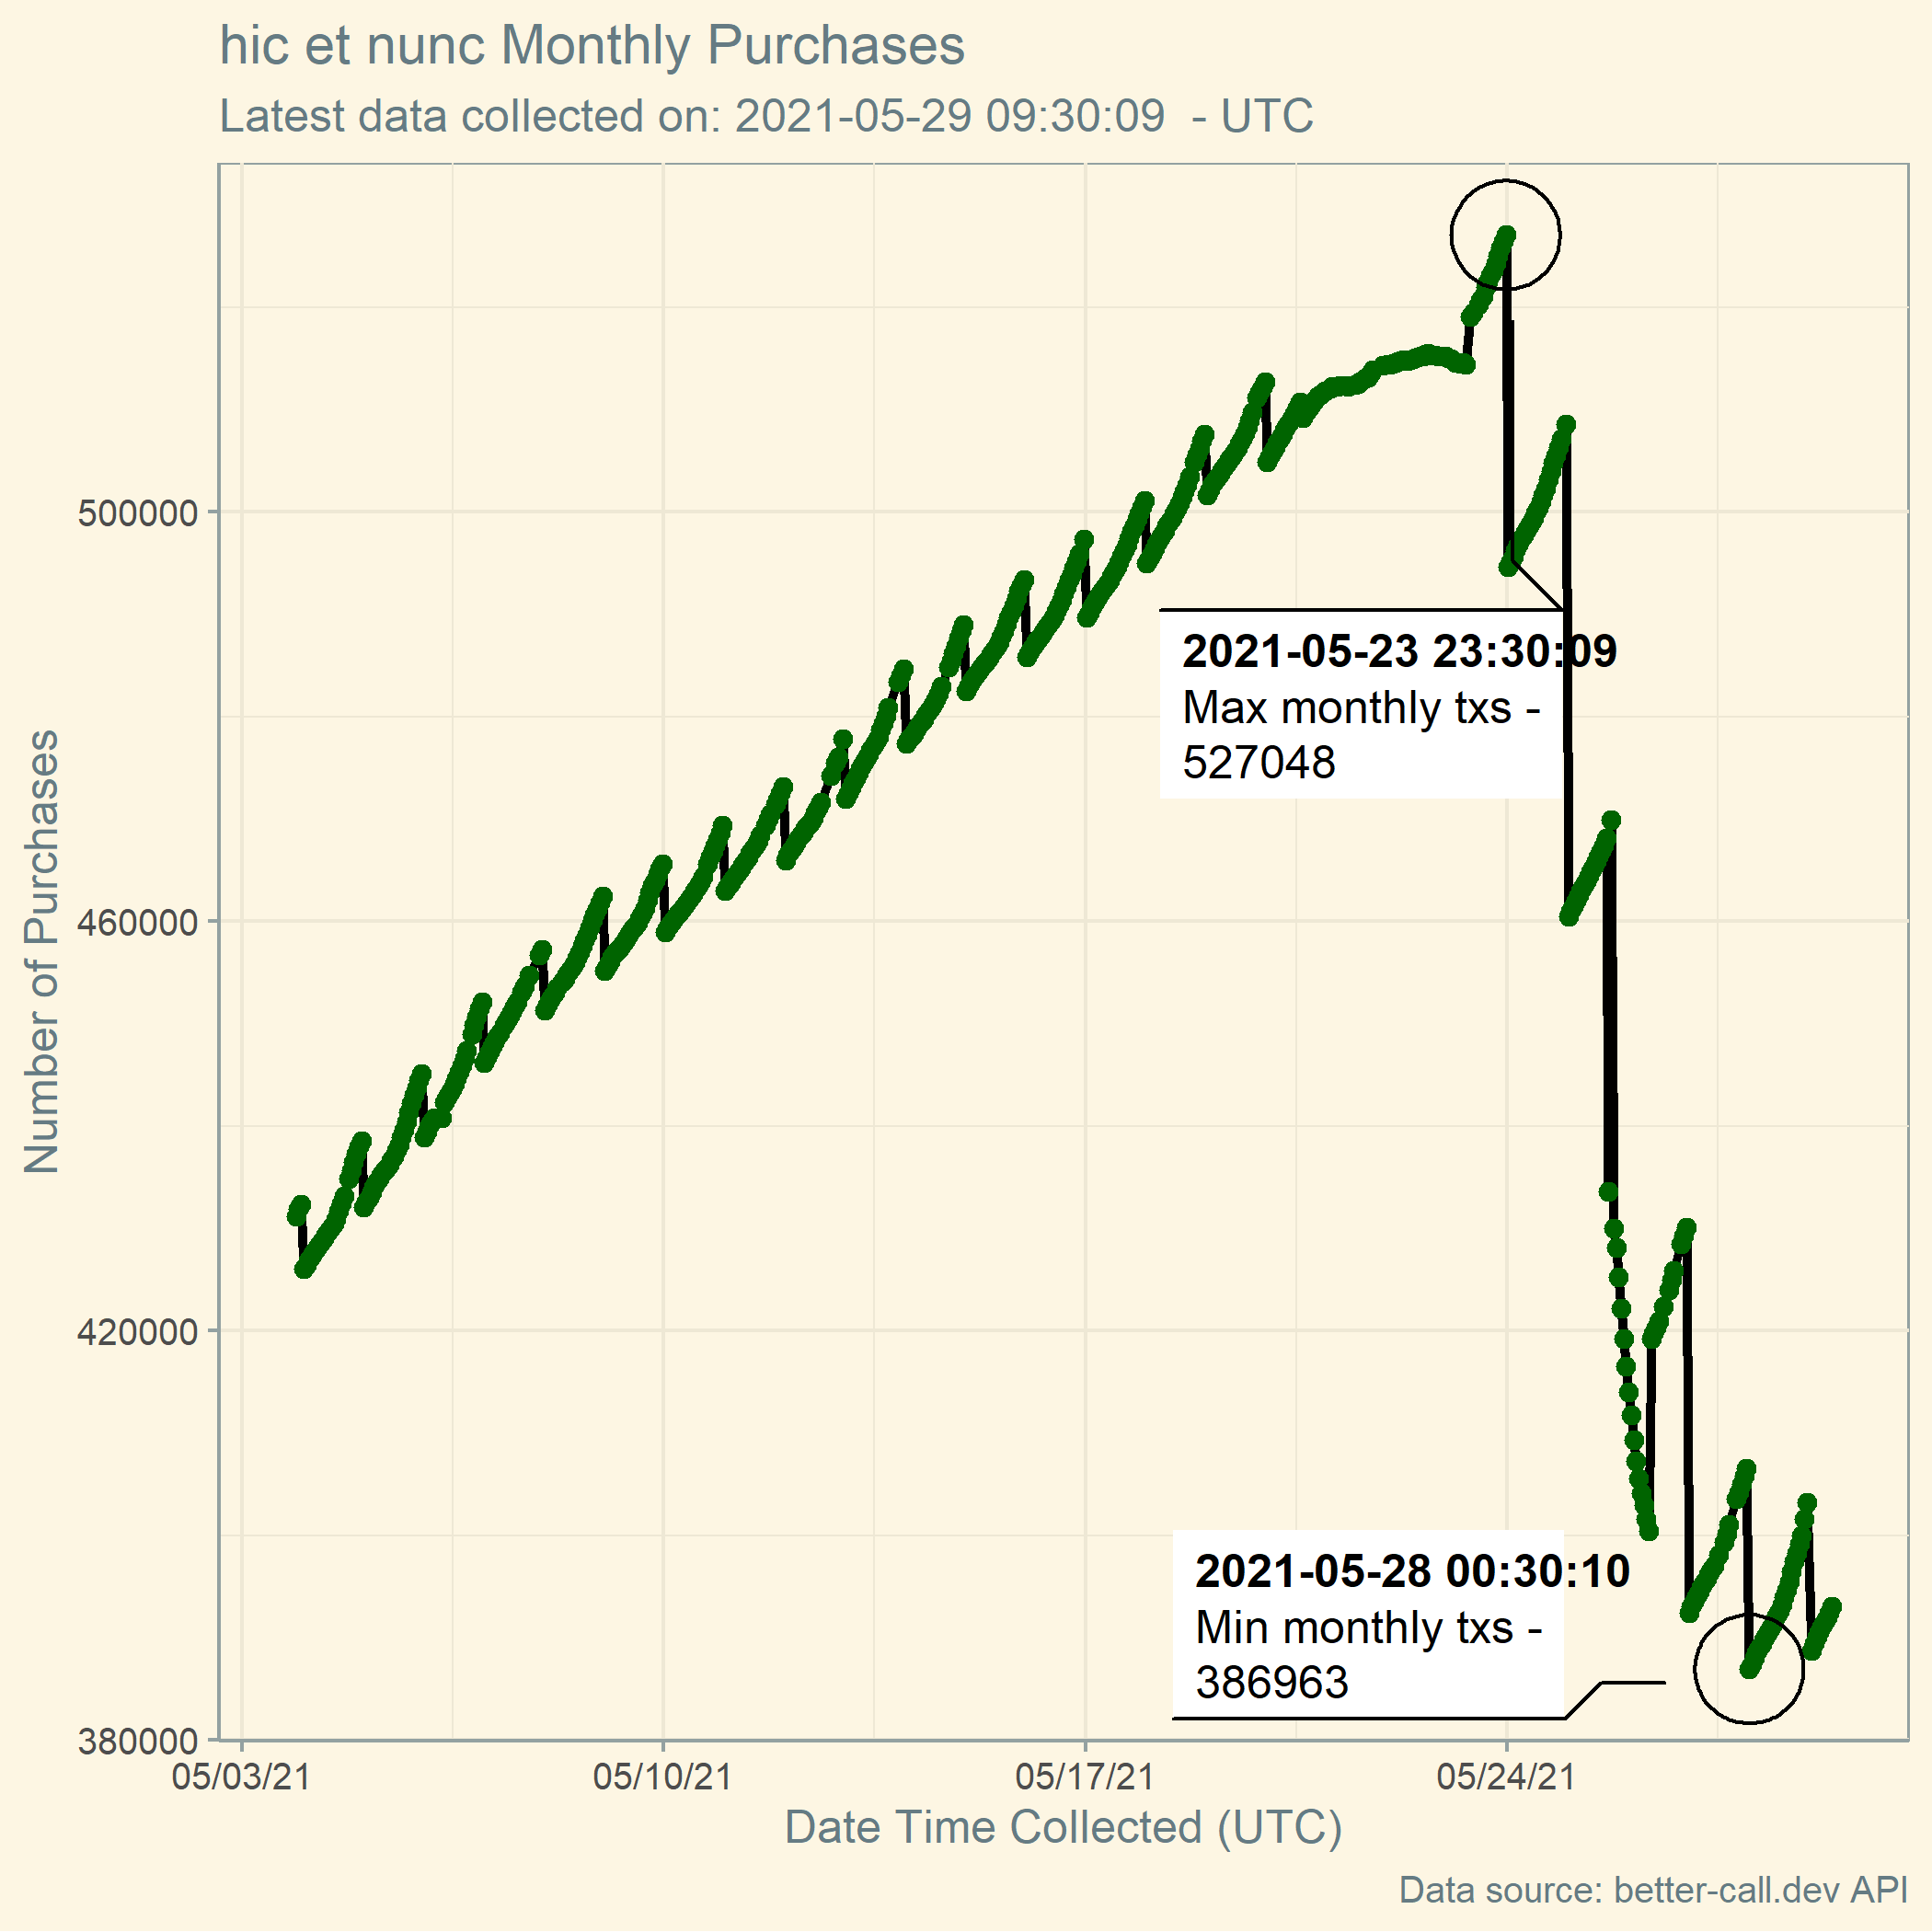 hic et nunc Monthly Purchases
Latest data collected on: 2021-05-29 09:30:09  - UTC
Number of Purchases
500000
460000
420000
380000
2021-05-23 23:30:09
Max monthly txs -
527048
2021-05-28 00:30:10
Min monthly txs -
386963
05/03/21
05/10/21
05/17/21
05/24/21
Date Time Collected (UTC)
Data source: better-call.dev API